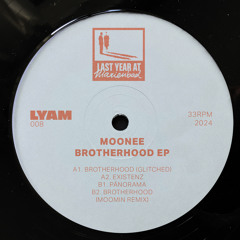 LAST YEAR AT
Marienbad
LYAM
008
33RPM
2024
MOONEE
BROTHERHOOD EP
A1. BROTHERHOOD (GLITCHED)
A2. EXISTENZ
B1. PANORAMA
B2. BROTHERHOOD
(MOOMIN REMIX)